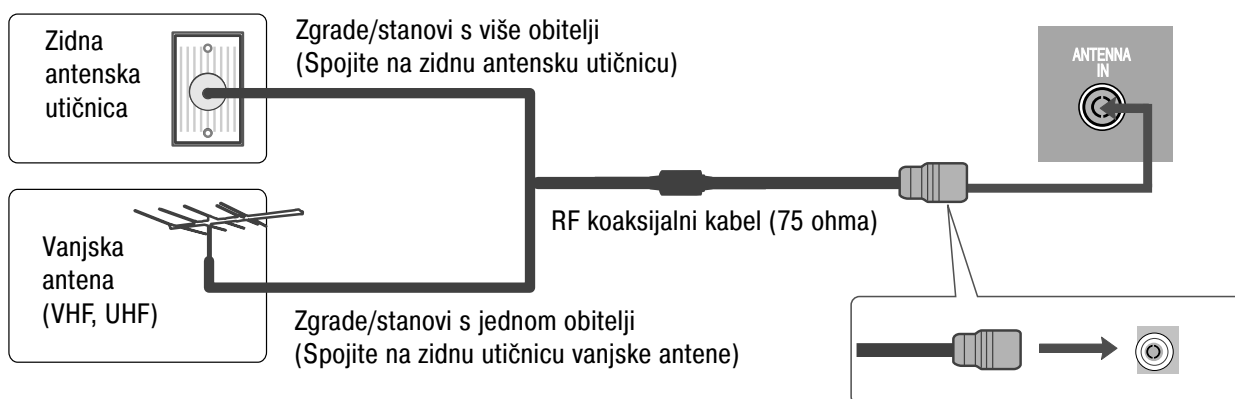 Zidna
antenska
utičnica
Zgrade/stanovi s više obitelji
(Spojite na zidnu antensku utičnicu)
ANTENNA
IN
RF koaksijalni kabel (75 ohma)
Vanjska
antena
(VHF, UHF)
Zgrade/stanovi s jednom obitelji
(Spojite na zidnu utičnicu vanjske antene)